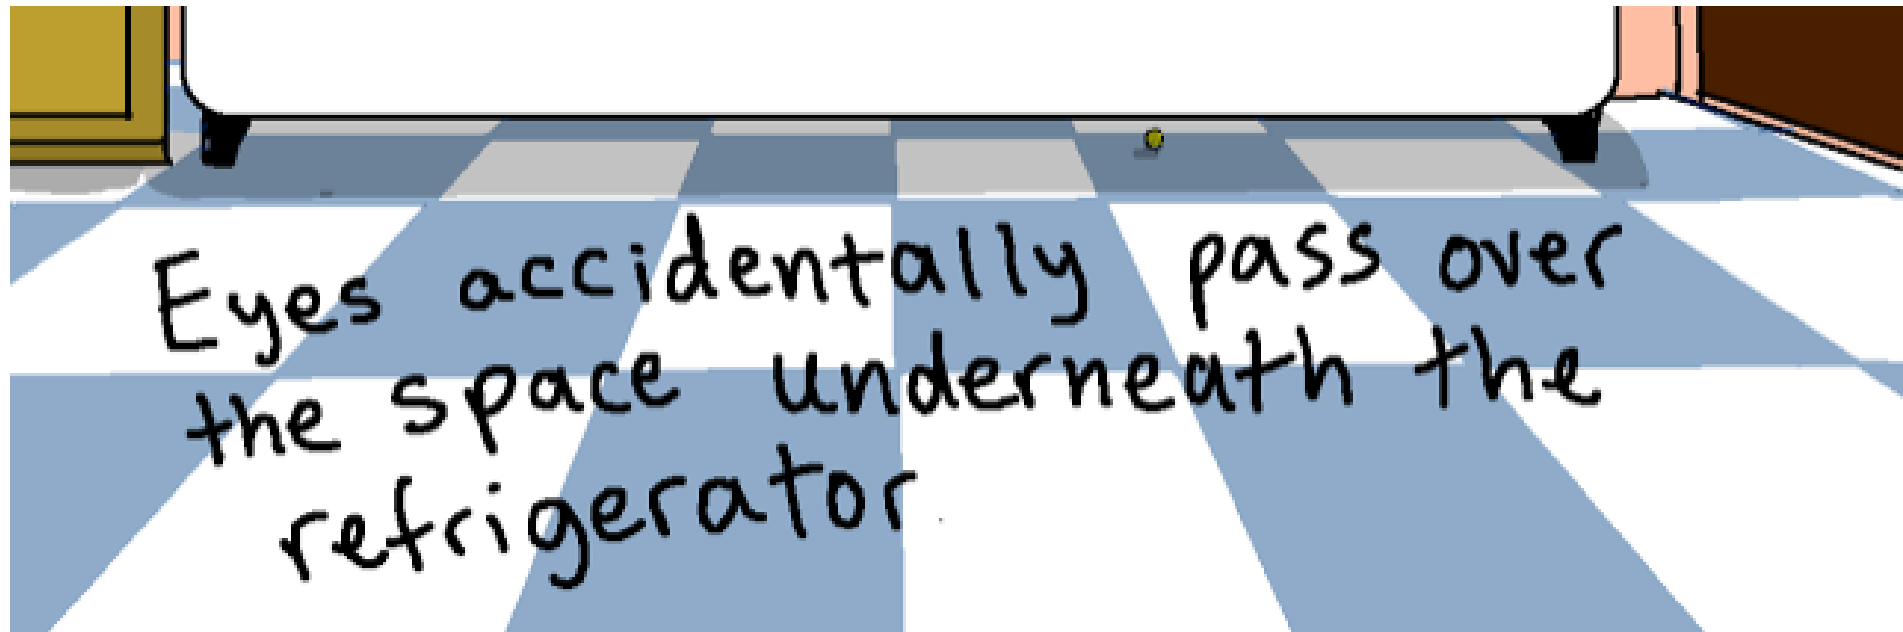 Eyes accidentally pass over
the space underneath the
refrigerator